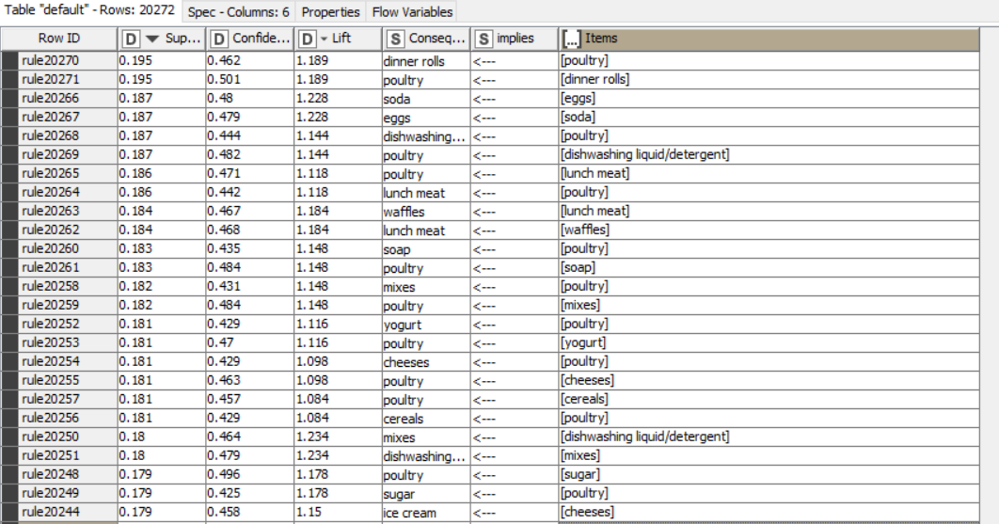 Table "default" - Rows: 20272 Spec - Columns: 6 Properties Flow Variables
Row ID D Sup... D Confide... D Lift S Conseq... S implies [...] Items
rule20270 0.195 0.462 1.189 dinner rolls <--- [poultry]
rule20271 0.195 0.501 1.189 poultry <--- [dinner rolls]
rule20266 0.187 0.48 1.228 soda <--- [eggs]
rule20267 0.187 0.479 1.228 eggs <--- [soda]
rule20268 0.187 0.444 1.144 dishwashing... <--- [poultry]
rule20269 0.187 0.482 1.144 poultry <--- [dishwashing liquid/detergent]
rule20265 0.186 0.471 1.118 poultry <--- [lunch meat]
rule20264 0.186 0.442 1.118 lunch meat <--- [poultry]
rule20263 0.184 0.467 1.184 waffles <--- [lunch meat]
rule20262 0.184 0.468 1.184 lunch meat <--- [waffles]
rule20260 0.183 0.435 1.148 soap <--- [poultry]
rule20261 0.183 0.484 1.148 poultry <--- [soap]
rule20258 0.182 0.431 1.148 mixes <--- [poultry]
rule20259 0.182 0.484 1.148 poultry <--- [mixes]
rule20252 0.181 0.429 1.116 yogurt <--- [poultry]
rule20253 0.181 0.47 1.116 poultry <--- [yogurt]
rule20254 0.181 0.429 1.098 cheeses <--- [poultry]
rule20255 0.181 0.463 1.098 poultry <--- [cheeses]
rule20257 0.181 0.457 1.084 poultry <--- [cereals]
rule20256 0.181 0.429 1.084 cereals <--- [poultry]
rule20250 0.18 0.464 1.234 mixes <--- [dishwashing liquid/detergent]
rule20251 0.18 0.479 1.234 dishwashing... <--- [mixes]
rule20248 0.179 0.496 1.178 poultry <--- [sugar]
rule20249 0.179 0.425 1.178 sugar <--- [poultry]
rule20244 0.179 0.458 1.15 ice cream <--- [cheeses]